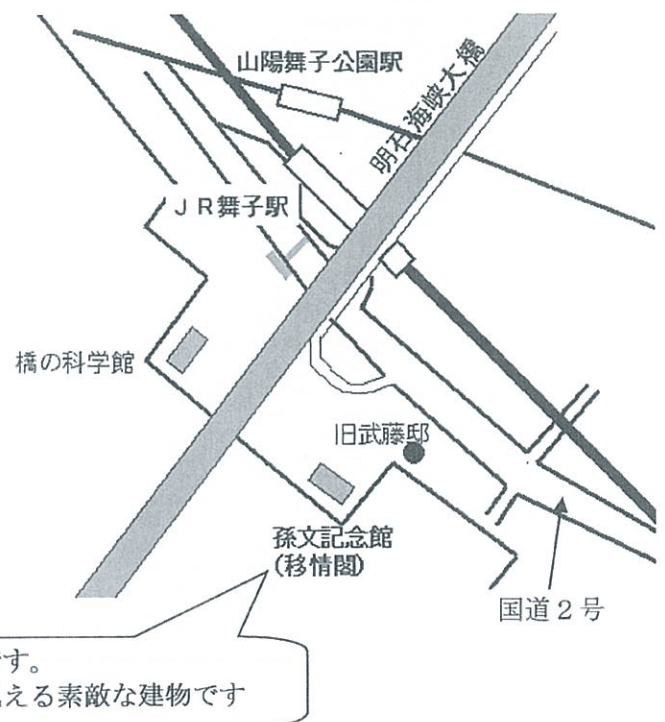 山陽舞子公園駅
明石海峡大橋
JR舞子駅
橋の科学館
旧武藤邸
孫文記念館
(移情閣)
国道2号
です。
える素敵な建物です